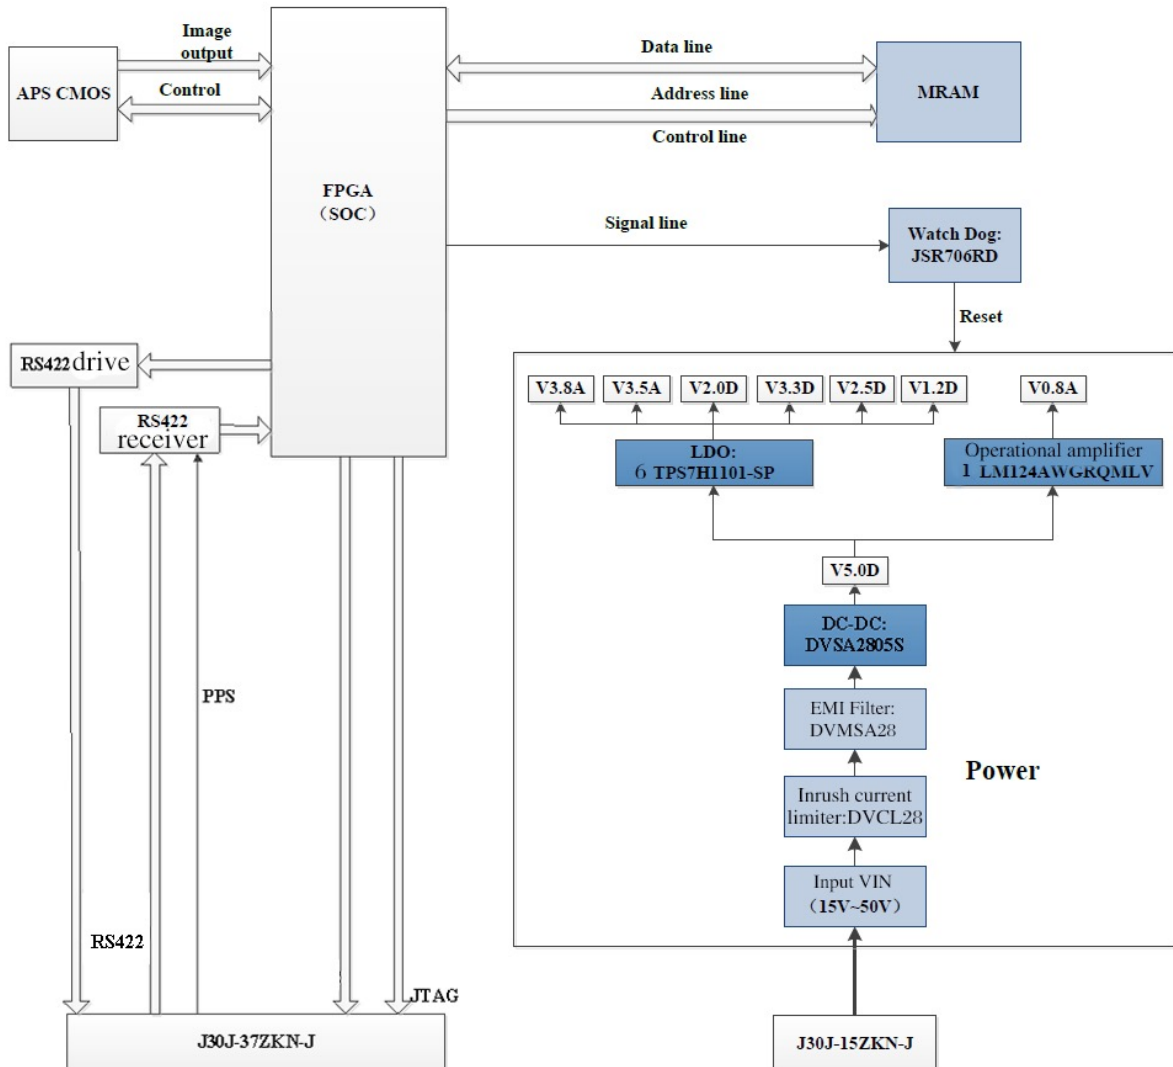 Image
output
APS CMOS
Control
FPGA
（SOC）
Data line
Address line
Control line
MRAM
Signal line
Watch Dog:
JSR706RD
Reset
RS422 drive
RS422
receiver
V3.8A
V3.5A
V2.0D
V3.3D
V2.5D
V1.2D
V0.8A
LDO:
6 TPS7H1101-SP
Operational amplifier
1 LM124AWGRQMLV
V5.0D
DC-DC:
DVSA2805S
EMI Filter:
DVMSA28
Inrush current
limiter:DVCL28
Input VIN
（15V~50V）
Power
PPS
RS422
JTAG
J30J-37ZKN-J
J30J-15ZKN-J